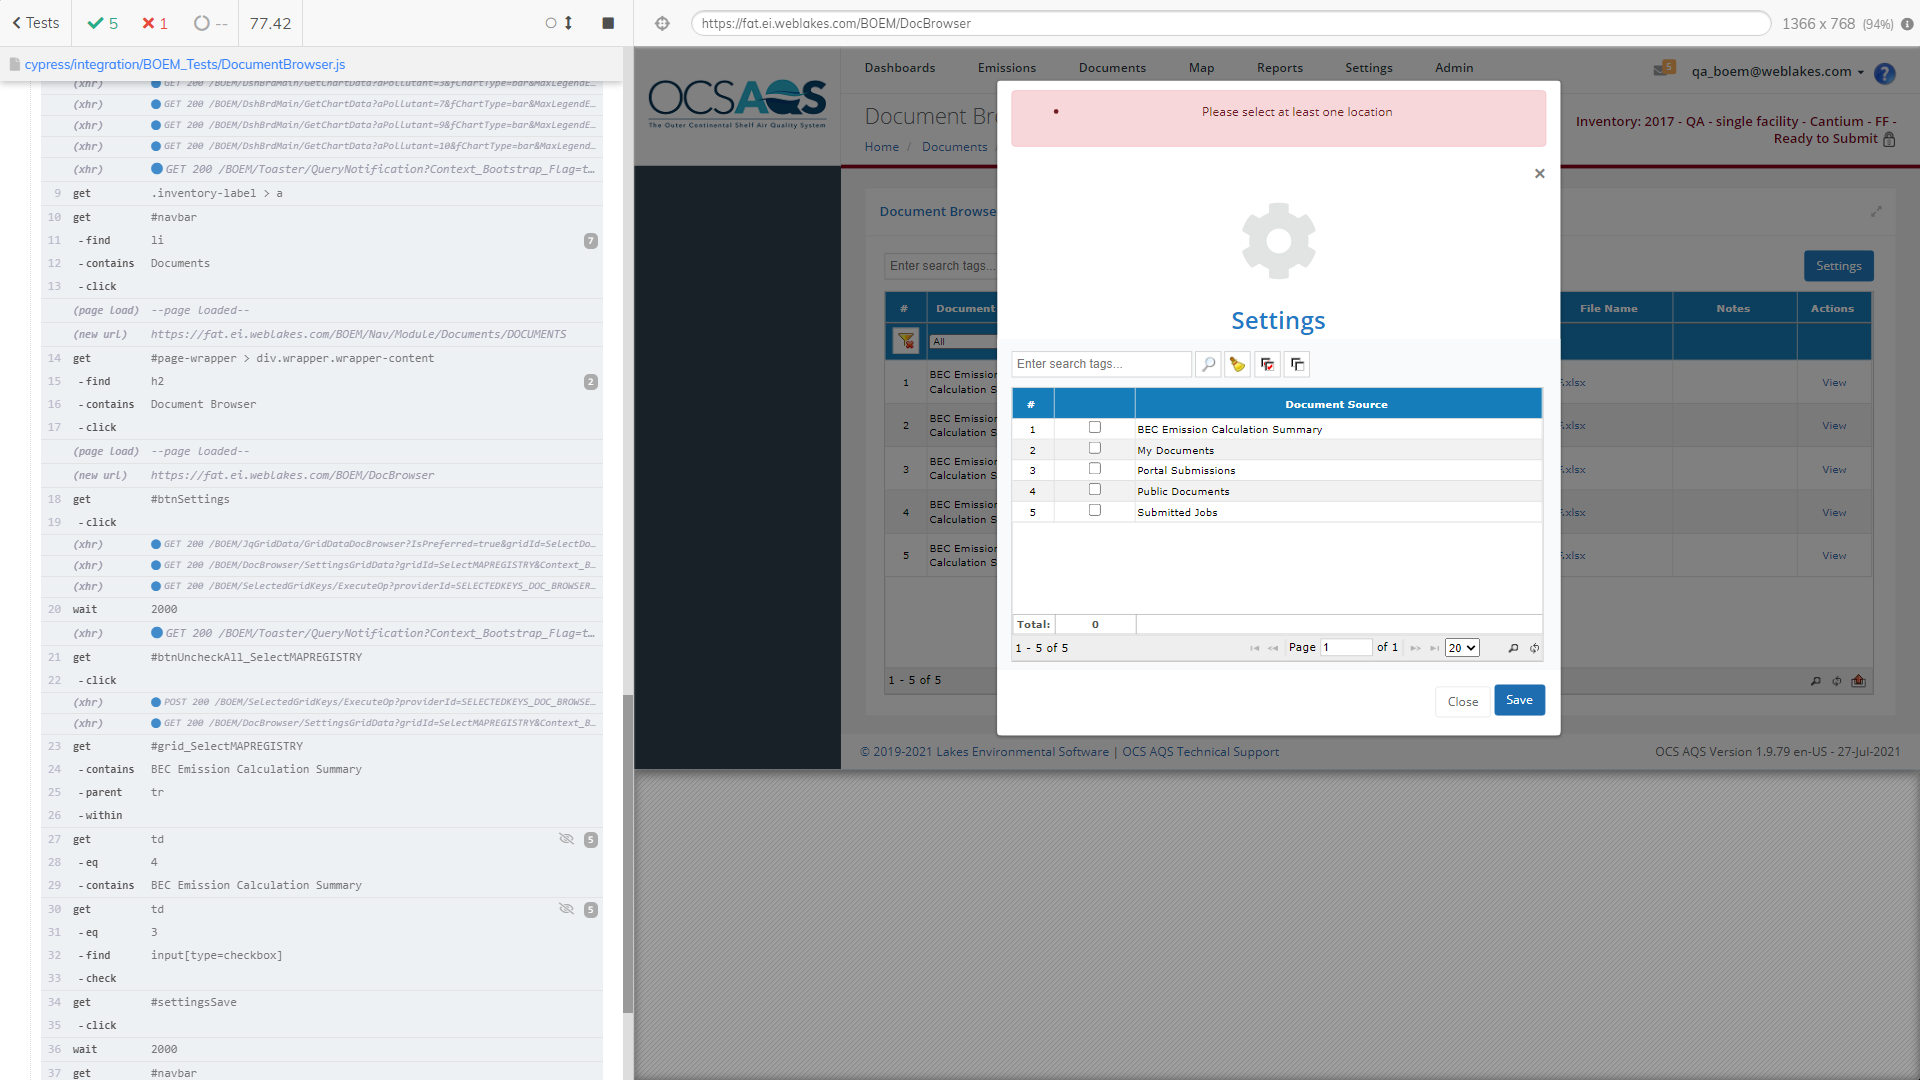 Tests
5
1
--
77.42
https://fat.ei.weblakes.com/BOEM/DocBrowser
1366 x 768 (94%)
cypress/integration/BOEM_Tests/DocumentBrowser.js
(xhr) GET 200 /BOEM/DshBrdMain/GetChartData?aPollutant=3&fChartType=bar&MaxLegendE...
(xhr) GET 200 /BOEM/DshBrdMain/GetChartData?aPollutant=7&fChartType=bar&MaxLegendE...
(xhr) GET 200 /BOEM/DshBrdMain/GetChartData?aPollutant=9&fChartType=bar&MaxLegendE...
(xhr) GET 200 /BOEM/DshBrdMain/GetChartData?aPollutant=10&fChartType=bar&MaxLegend...
(xhr) GET 200 /BOEM/Toaster/QueryNotification?Context_Bootstrap_Flag=t...
9 get .inventory-label > a
10 get #navbar
11 -find li 7
12 -contains Documents
13 -click
(page load) --page loaded--
(new url) https://fat.ei.weblakes.com/BOEM/Nav/Module/Documents/DOCUMENTS
14 get #page-wrapper > div.wrapper.wrapper-content
15 -find h2 2
16 -contains Document Browser
17 -click
(page load) --page loaded--
(new url) https://fat.ei.weblakes.com/BOEM/DocBrowser
18 get #btnSettings
19 -click
(xhr) GET 200 /BOEM/JqGridData/GridDataDocBrowser?IsPreferred=true&gridId=SelectDo...
(xhr) GET 200 /BOEM/DocBrowser/SettingsGridData?gridId=SelectMAPREGISTRY&Context_B...
(xhr) GET 200 /BOEM/SelectedGridKeys/ExecuteOp?providerId=SELECTEDKEYS_DOC_BROWSER...
20 wait 2000
(xhr) GET 200 /BOEM/Toaster/QueryNotification?Context_Bootstrap_Flag=t...
21 get #btnUncheckAll_SelectMAPREGISTRY
22 -click
(xhr) POST 200 /BOEM/SelectedGridKeys/ExecuteOp?providerId=SELECTEDKEYS_DOC_BROWSE...
(xhr) GET 200 /BOEM/DocBrowser/SettingsGridData?gridId=SelectMAPREGISTRY&Context_B...
23 get #grid_SelectMAPREGISTRY
24 -contains BEC Emission Calculation Summary
25 -parent tr
26 -within
27 get td 5
28 -eq 4
29 -contains BEC Emission Calculation Summary
30 get td 5
31 -eq 3
32 -find input[type=checkbox]
33 -check
34 get #settingsSave
35 -click
36 wait 2000
37 get #navbar
OCSAQS
The Outer Continental Shelf Air Quality System
Dashboards Emissions Documents Map Reports Settings Admin
5 qa_boem@weblakes.com ?
Document Br
Home / Documents
Inventory: 2017 - QA - single facility - Cantium - FF -
Ready to Submit
Document Browse
Enter search tags...
Settings
# Document File Name Notes Actions
All
1 BEC Emission .xlsx View
Calculation S
2 BEC Emission .xlsx View
Calculation S
3 BEC Emission .xlsx View
Calculation S
4 BEC Emission .xlsx View
Calculation S
5 BEC Emission .xlsx View
Calculation S
1 - 5 of 5
Please select at least one location
×
Settings
Enter search tags...
# Document Source
1 BEC Emission Calculation Summary
2 My Documents
3 Portal Submissions
4 Public Documents
5 Submitted Jobs
Total: 0
1 - 5 of 5 Page 1 of 1 20
Close Save
© 2019-2021 Lakes Environmental Software | OCS AQS Technical Support
OCS AQS Version 1.9.79 en-US - 27-Jul-2021